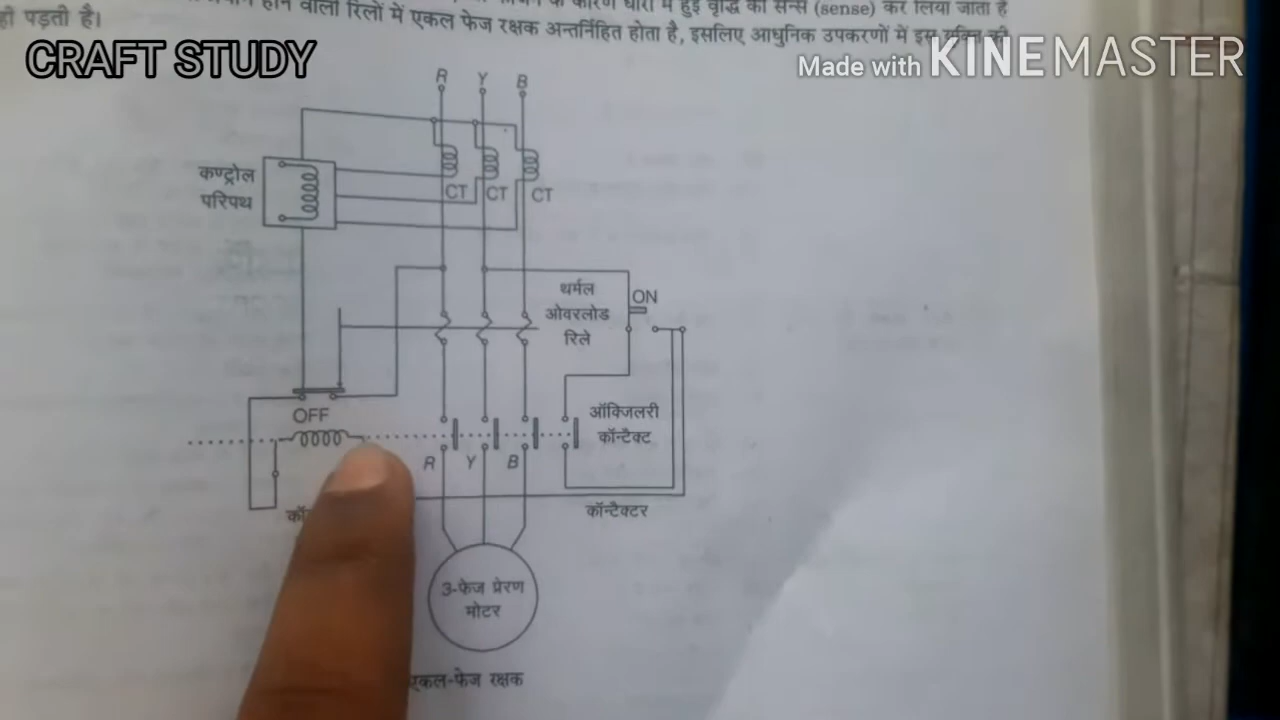 के कारण धारा में हुई वृद्धि को सेन्स (sense) कर लिया जाता है
होने वाली रिलों में एकल फेज रक्षक अन्तर्निहित होता है, इसलिए आधुनिक उपकरणों में इस
ही पड़ती है।
CRAFT STUDY
Made with KINEMASTER
R Y B
कण्ट्रोल
परिपथ
CT CT CT
थर्मल
ओवरलोड
रिले
ON
OFF
ऑक्जिलरी
कॉन्टैक्ट
R Y B
कॉन्टैक्टर
3-फेज प्रेरण
मोटर
एकल-फेज रक्षक